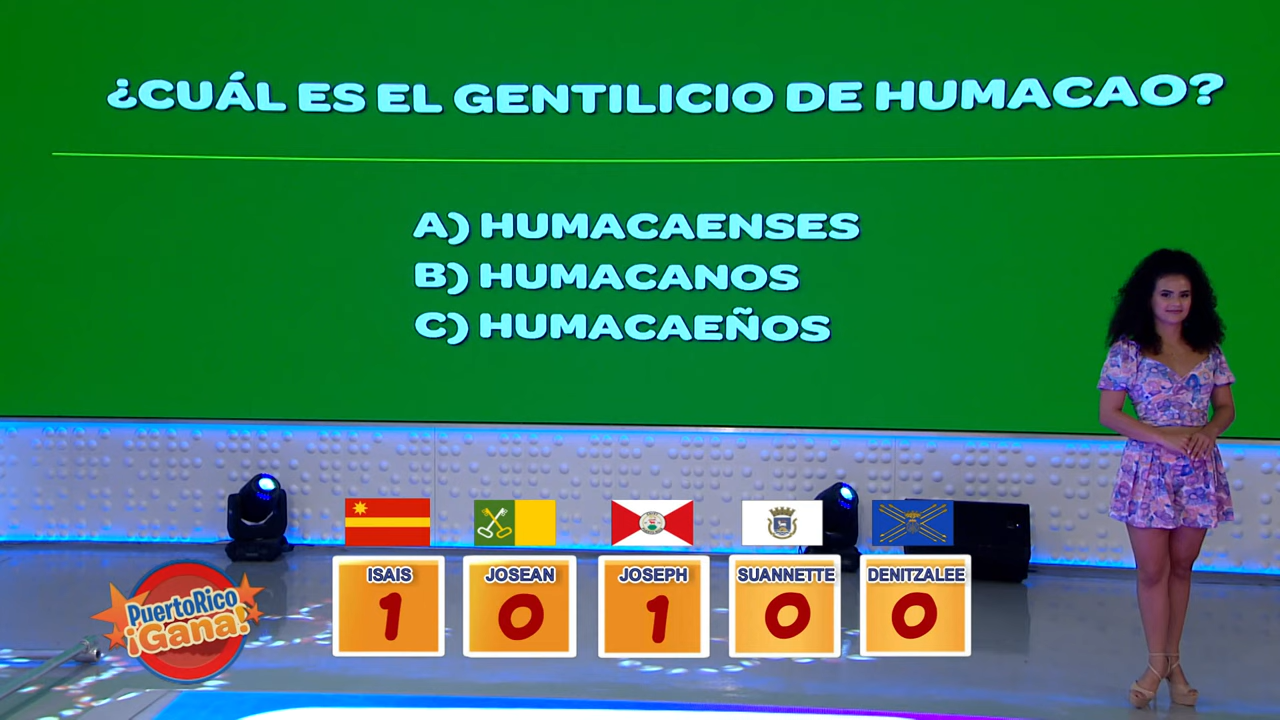 ¿CUÁL ES EL GENTILICIO DE HUMACAO?
A) HUMACAENSES
B) HUMACANOS
C) HUMACAEÑOS
ISAIS JOSEAN JOSEPH SUANNETTE DENITZALEE
1 0 1 0 0
PuertoRico
¡Gana!